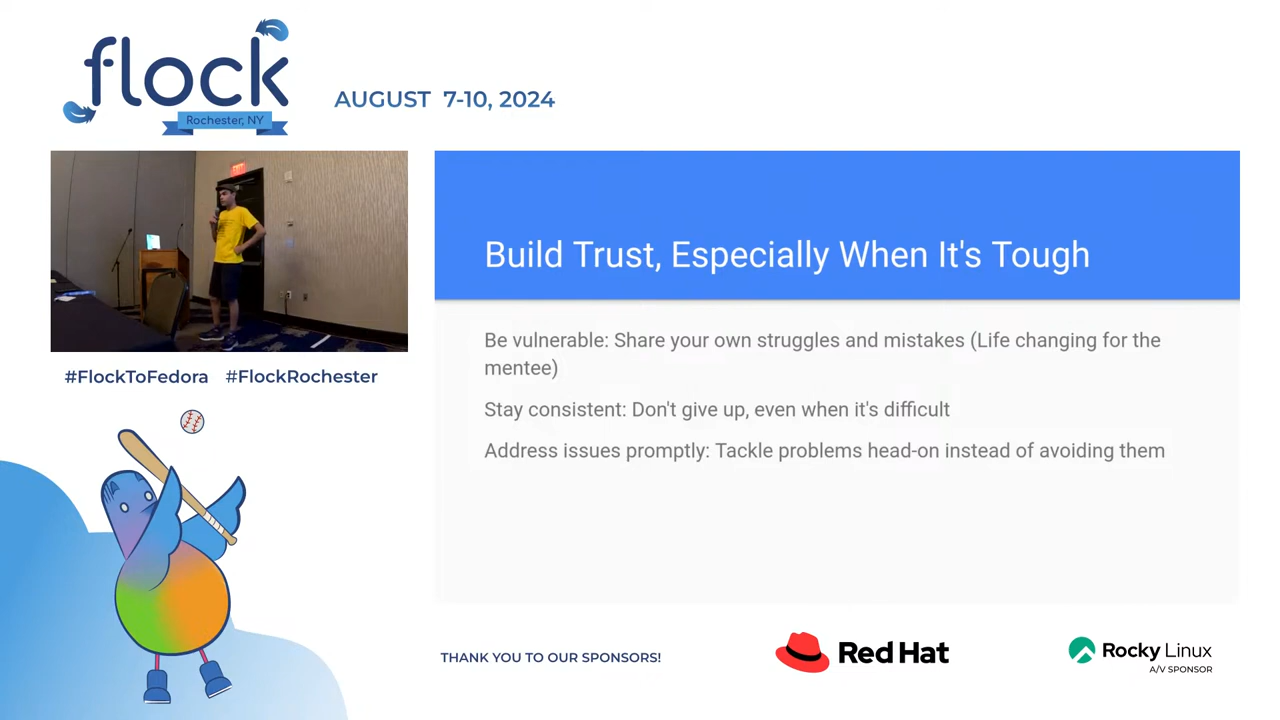 flock
Rochester, NY
AUGUST 7-10, 2024
EXIT
Build Trust, Especially When It's Tough
Be vulnerable: Share your own struggles and mistakes (Life changing for the
mentee)
Stay consistent: Don't give up, even when it's difficult
Address issues promptly: Tackle problems head-on instead of avoiding them
#FlockToFedora #FlockRochester
THANK YOU TO OUR SPONSORS!
Red Hat
Rocky Linux
A/V SPONSOR